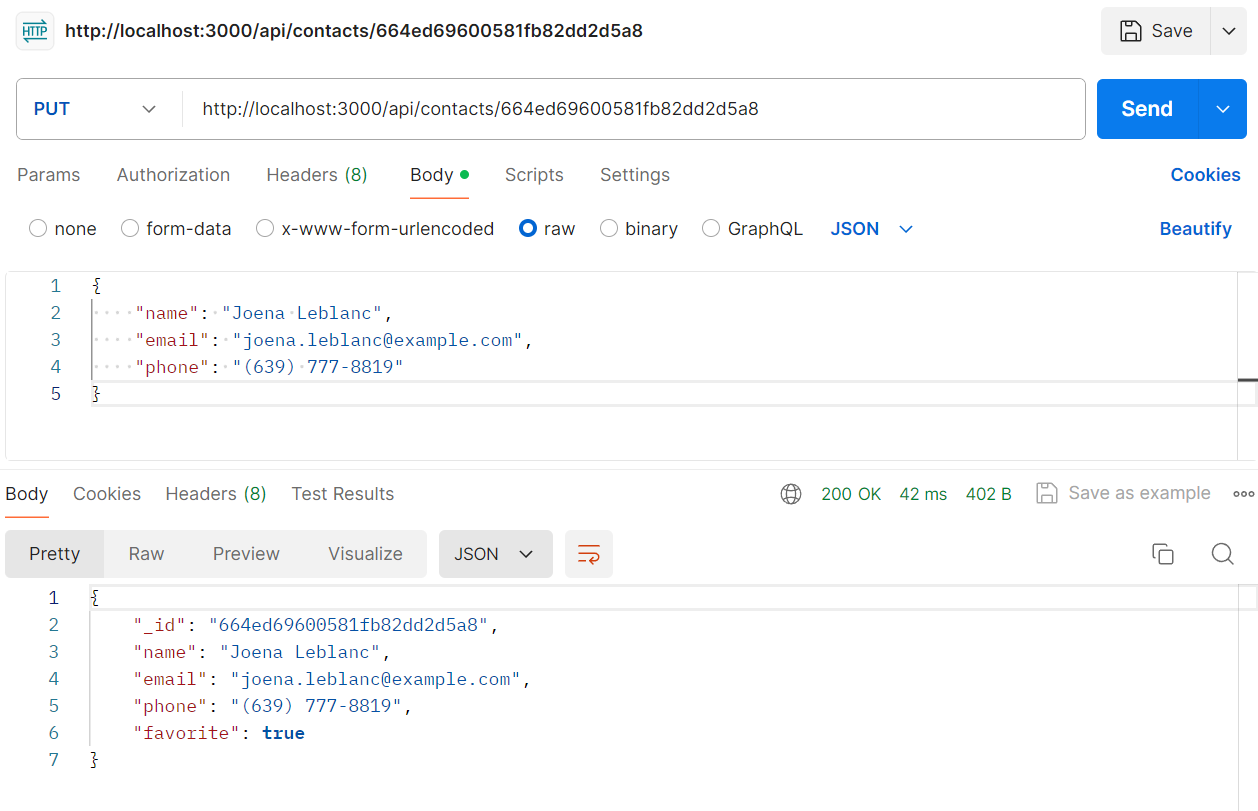 HTTP http://localhost:3000/api/contacts/664ed69600581fb82dd2d5a8 Save
PUT http://localhost:3000/api/contacts/664ed69600581fb82dd2d5a8 Send
Params Authorization Headers (8) Body Scripts Settings Cookies
none form-data x-www-form-urlencoded raw binary GraphQL JSON Beautify
1 {
2 "name": "Joena Leblanc",
3 "email": "joena.leblanc@example.com",
4 "phone": "(639) 777-8819"
5 }
Body Cookies Headers (8) Test Results 200 OK 42 ms 402 B Save as example
Pretty Raw Preview Visualize JSON
1 {
2 "_id": "664ed69600581fb82dd2d5a8",
3 "name": "Joena Leblanc",
4 "email": "joena.leblanc@example.com",
5 "phone": "(639) 777-8819",
6 "favorite": true
7 }